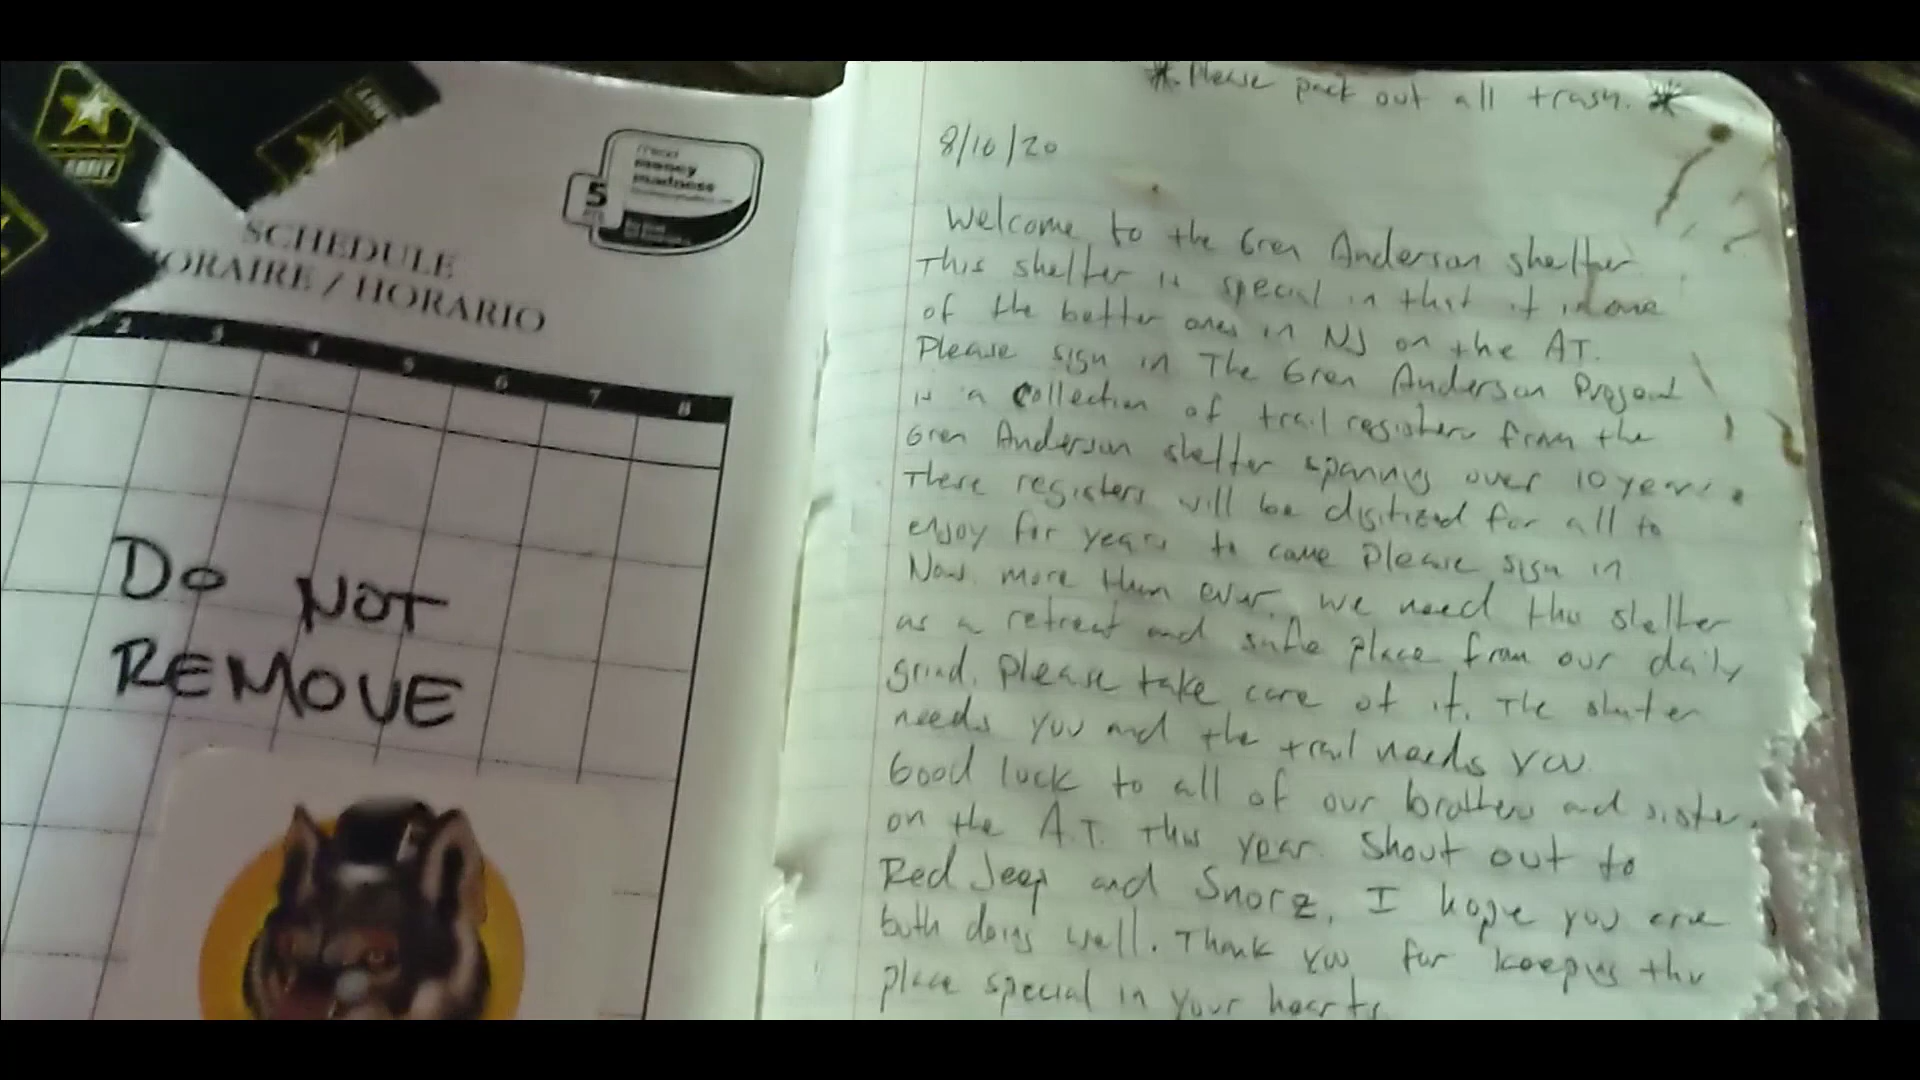 ARMY
SCHEDULE
ORAIRE / HORARIO
mead
money
madness
5
2 3 4 5 6 7 8
DO NOT
REMOVE
* Please pack out all trash. *
8/10/20
Welcome to the Gren Anderson shelter
This shelter is special in that it is one
of the better ones in NJ on the AT.
Please sign in The Gren Anderson Project
is a collection of trail registers from the
Gren Anderson shelter spanning over 10 years.
These registers will be digitized for all to
enjoy for years to come Please sign in
Now more then ever. we need this shelter
as a retreat and safe place from our daily
grind. Please take care of it. The shelter
needs you and the trail needs you
Good luck to all of our brothers and sisters
on the A.T. This year. Shout out to
Red Jeep and Snorz, I hope you are
both doing well. Thank you for keeping this
place special in your hearts